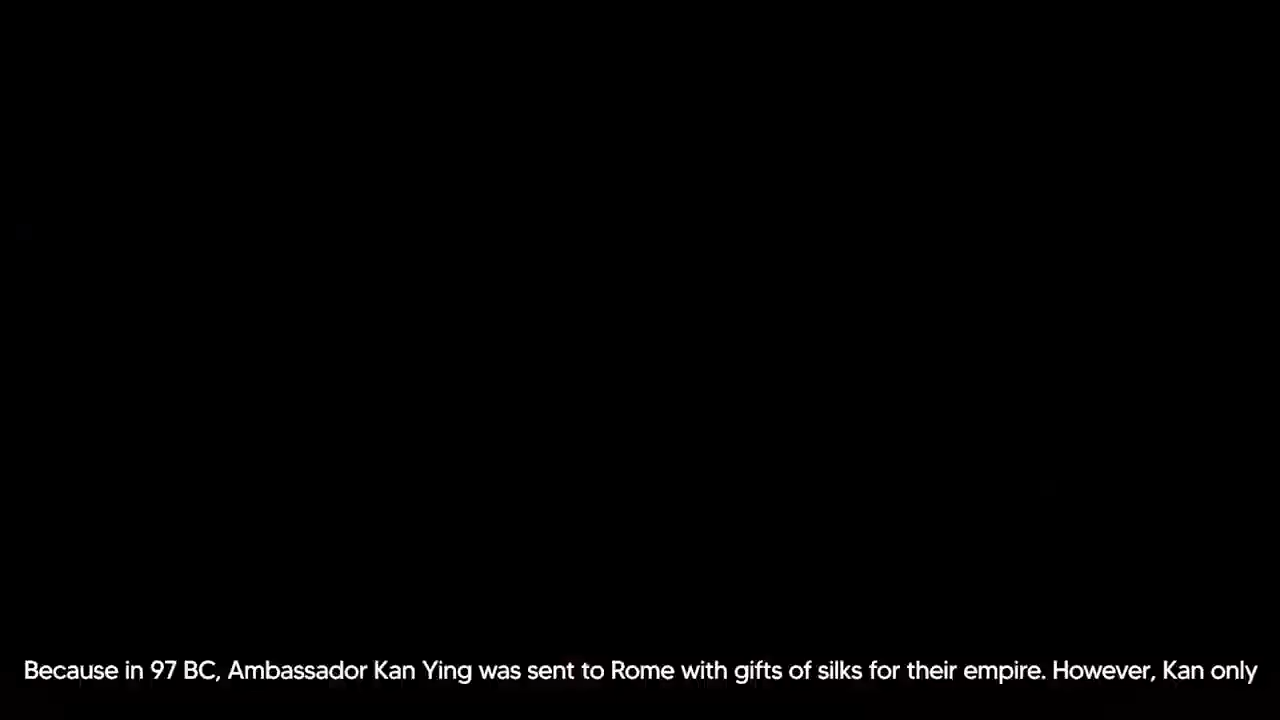 Because in 97 BC, Ambassador Kan Ying was sent to Rome with gifts of silks for their empire. However, Kan only